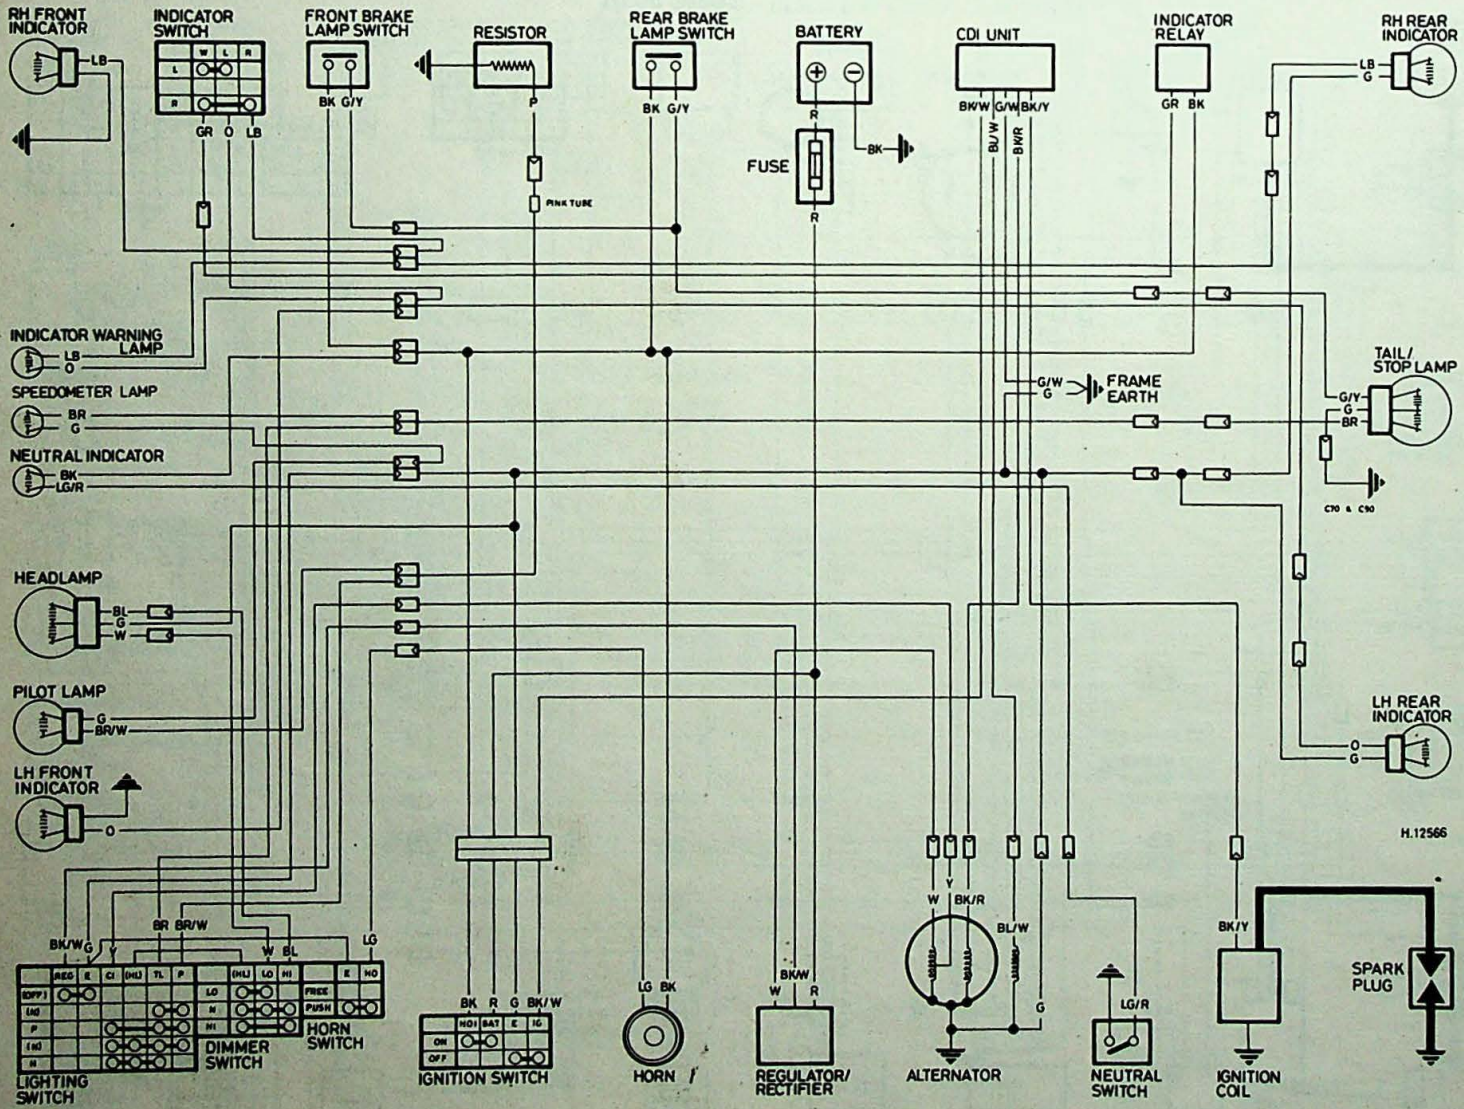 RH FRONT
INDICATOR
INDICATOR
SWITCH
FRONT BRAKE
LAMP SWITCH
RESISTOR
REAR BRAKE
LAMP SWITCH
BATTERY
CDI UNIT
INDICATOR
RELAY
RH REAR
INDICATOR
LB
W L R
L
R
GR O LB
BK G/Y
P
BK G/Y
R
BK
BK/W
BL/W
G/W
BK/R
BK/Y
GR BK
LB
G
FUSE
R
PINK TUBE
INDICATOR WARNING
LAMP
LB
O
SPEEDOMETER LAMP
BR
G
NEUTRAL INDICATOR
BK
LG/R
G/W
G
FRAME
EARTH
TAIL/
STOP LAMP
G/Y
G
BR
C70 & C90
HEADLAMP
BL
G
W
PILOT LAMP
G
BR/W
LH FRONT
INDICATOR
O
LH REAR
INDICATOR
O
G
H.12566
W
Y
BK/R
BL/W
G
LG/R
BK/Y
SPARK
PLUG
BK/W G Y BR BR/W W BL LG
REG E C1 (HL) TL P
(OFF)
(N)
P
(N)
H
(HL) LO HI
LO
N
HI
E HO
FREE
PUSH
LIGHTING
SWITCH
DIMMER
SWITCH
HORN
SWITCH
BK R G BK/W
HO1 BAT E IG
ON
OFF
IGNITION SWITCH
LG BK
HORN
W BK/W R
REGULATOR/
RECTIFIER
ALTERNATOR
NEUTRAL
SWITCH
IGNITION
COIL